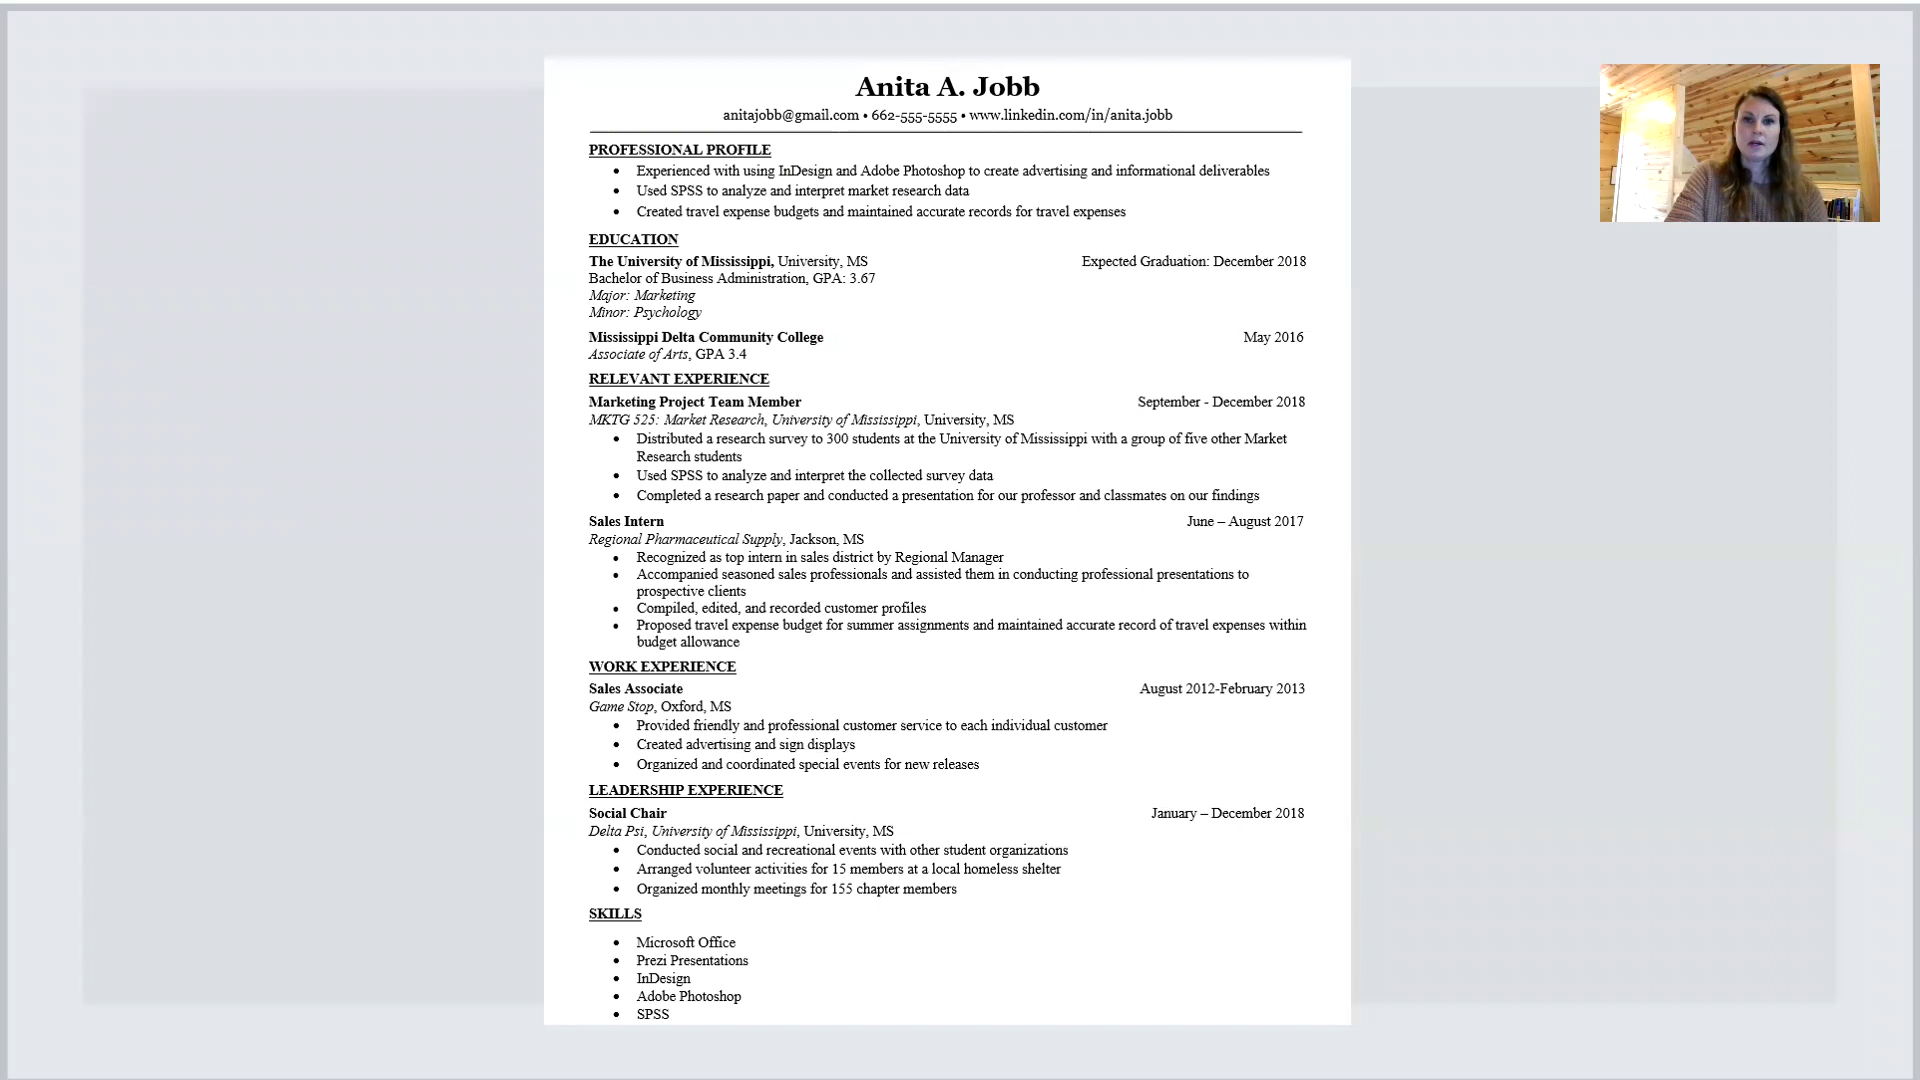 Anita A. Jobb
anitajobb@gmail.com • 662-555-5555 • www.linkedin.com/in/anita.jobb
PROFESSIONAL PROFILE
• Experienced with using InDesign and Adobe Photoshop to create advertising and informational deliverables
• Used SPSS to analyze and interpret market research data
• Created travel expense budgets and maintained accurate records for travel expenses
EDUCATION
The University of Mississippi, University, MS Expected Graduation: December 2018
Bachelor of Business Administration, GPA: 3.67
Major: Marketing
Minor: Psychology
Mississippi Delta Community College May 2016
Associate of Arts, GPA 3.4
RELEVANT EXPERIENCE
Marketing Project Team Member September - December 2018
MKTG 525: Market Research, University of Mississippi, University, MS
• Distributed a research survey to 300 students at the University of Mississippi with a group of five other Market
Research students
• Used SPSS to analyze and interpret the collected survey data
• Completed a research paper and conducted a presentation for our professor and classmates on our findings
Sales Intern June – August 2017
Regional Pharmaceutical Supply, Jackson, MS
• Recognized as top intern in sales district by Regional Manager
• Accompanied seasoned sales professionals and assisted them in conducting professional presentations to
prospective clients
• Compiled, edited, and recorded customer profiles
• Proposed travel expense budget for summer assignments and maintained accurate record of travel expenses within
budget allowance
WORK EXPERIENCE
Sales Associate August 2012-February 2013
Game Stop, Oxford, MS
• Provided friendly and professional customer service to each individual customer
• Created advertising and sign displays
• Organized and coordinated special events for new releases
LEADERSHIP EXPERIENCE
Social Chair January – December 2018
Delta Psi, University of Mississippi, University, MS
• Conducted social and recreational events with other student organizations
• Arranged volunteer activities for 15 members at a local homeless shelter
• Organized monthly meetings for 155 chapter members
SKILLS
• Microsoft Office
• Prezi Presentations
• InDesign
• Adobe Photoshop
• SPSS